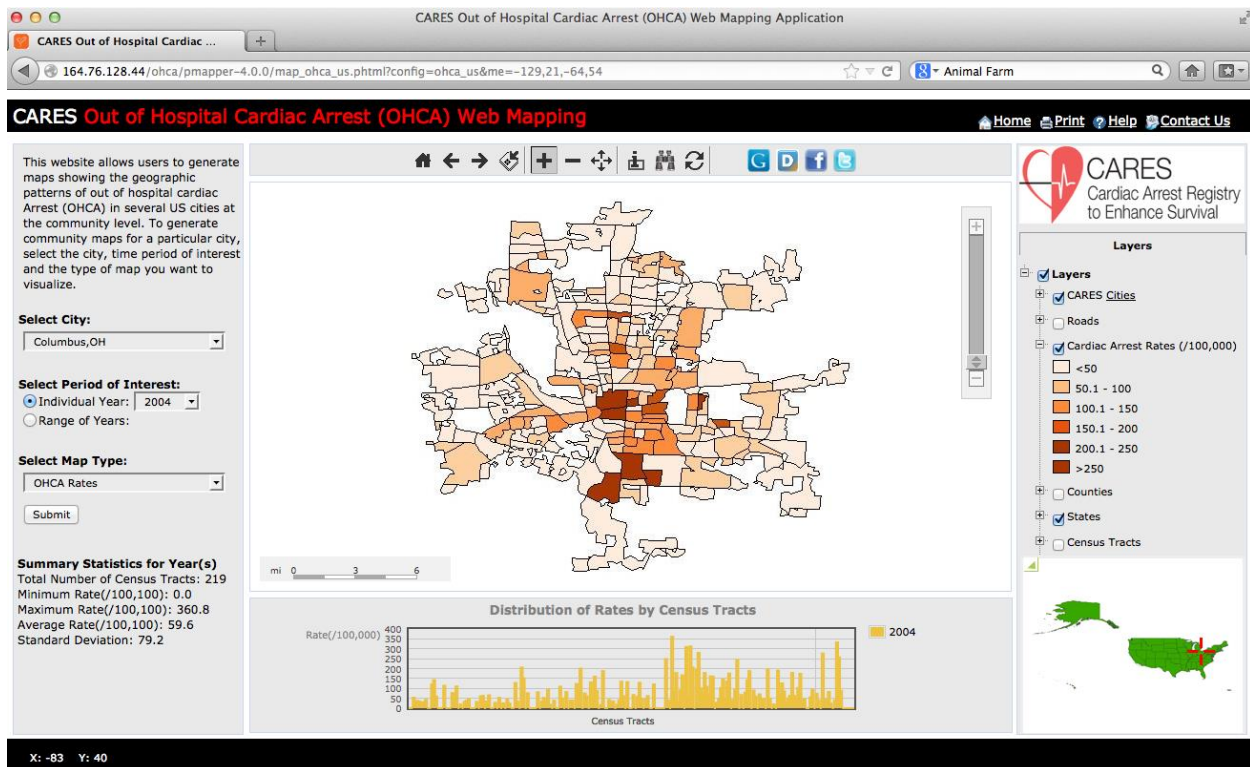 CARES Out of Hospital Cardiac Arrest (OHCA) Web Mapping Application
CARES Out of Hospital Cardiac ...
164.76.128.44/ohca/pmapper-4.0.0/map_ohca_us.phtml?config=ohca_us&me=-129,21,-64,54
Animal Farm
CARES Out of Hospital Cardiac Arrest (OHCA) Web Mapping
Home Print Help Contact Us
This website allows users to generate
maps showing the geographic
patterns of out of hospital cardiac
Arrest (OHCA) in several US cities at
the community level. To generate
community maps for a particular city,
select the city, time period of interest
and the type of map you want to
visualize.
Select City:
Columbus,OH
Select Period of Interest:
Individual Year: 2004
Range of Years:
Select Map Type:
OHCA Rates
Submit
Summary Statistics for Year(s)
Total Number of Census Tracts: 219
Minimum Rate(/100,100): 0.0
Maximum Rate(/100,100): 360.8
Average Rate(/100,100): 59.6
Standard Deviation: 79.2
G D f t
mi 0 3 6
Distribution of Rates by Census Tracts
Rate(/100,000)
400
350
300
250
200
150
100
50
0
2004
Census Tracts
CARES
Cardiac Arrest Registry
to Enhance Survival
Layers
Layers
CARES Cities
Roads
Cardiac Arrest Rates (/100,000)
<50
50.1 - 100
100.1 - 150
150.1 - 200
200.1 - 250
>250
Counties
States
Census Tracts
X: -83 Y: 40